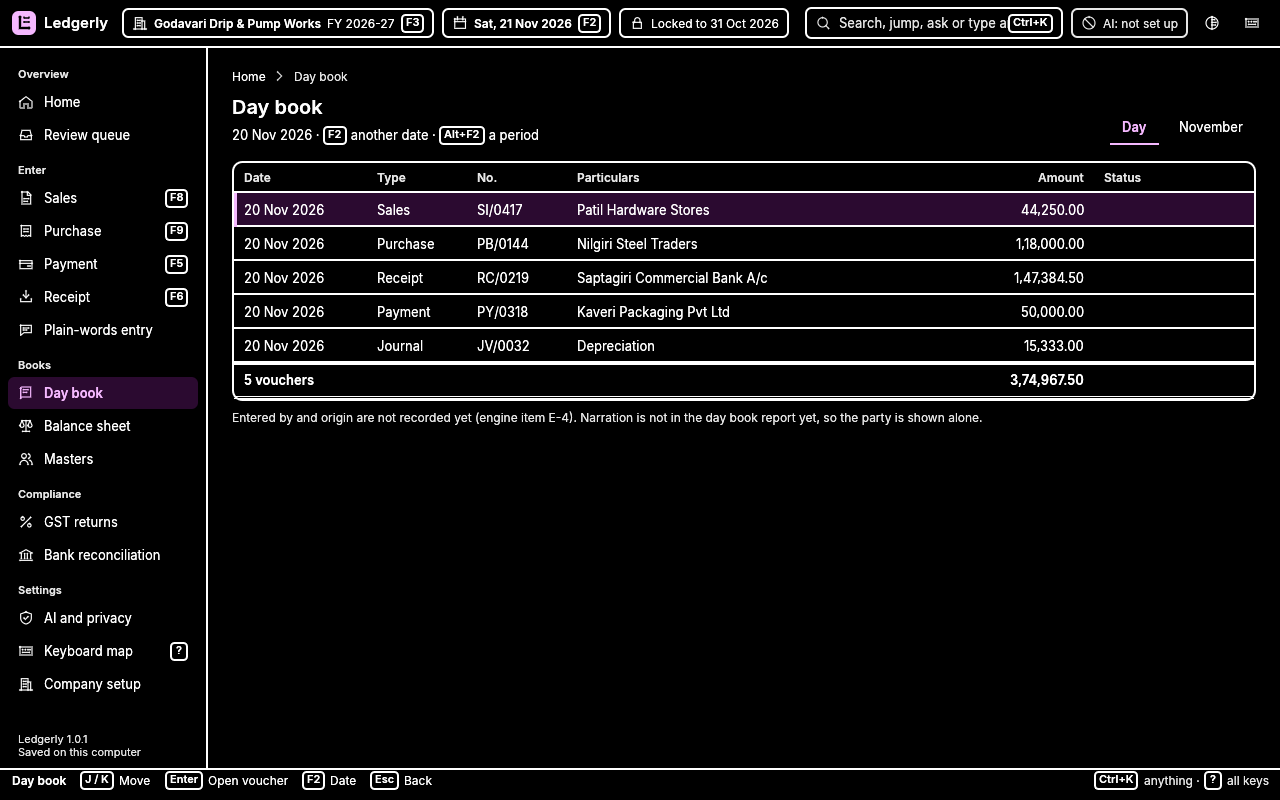 Ledgerly
Godavari Drip & Pump Works FY 2026-27 F3
Sat, 21 Nov 2026 F2
Locked to 31 Oct 2026
Search, jump, ask or type a Ctrl+K
AI: not set up
Overview
Home
Review queue
Enter
Sales F8
Purchase F9
Payment F5
Receipt F6
Plain-words entry
Books
Day book
Balance sheet
Masters
Compliance
GST returns
Bank reconciliation
Settings
AI and privacy
Keyboard map ?
Company setup
Ledgerly 1.0.1
Saved on this computer
Home > Day book
Day book
20 Nov 2026 · F2 another date · Alt+F2 a period
Day November
Date Type No. Particulars Amount Status
20 Nov 2026 Sales SI/0417 Patil Hardware Stores 44,250.00
20 Nov 2026 Purchase PB/0144 Nilgiri Steel Traders 1,18,000.00
20 Nov 2026 Receipt RC/0219 Saptagiri Commercial Bank A/c 1,47,384.50
20 Nov 2026 Payment PY/0318 Kaveri Packaging Pvt Ltd 50,000.00
20 Nov 2026 Journal JV/0032 Depreciation 15,333.00
5 vouchers 3,74,967.50
Entered by and origin are not recorded yet (engine item E-4). Narration is not in the day book report yet, so the party is shown alone.
Day book J / K Move Enter Open voucher F2 Date Esc Back
Ctrl+K anything · ? all keys